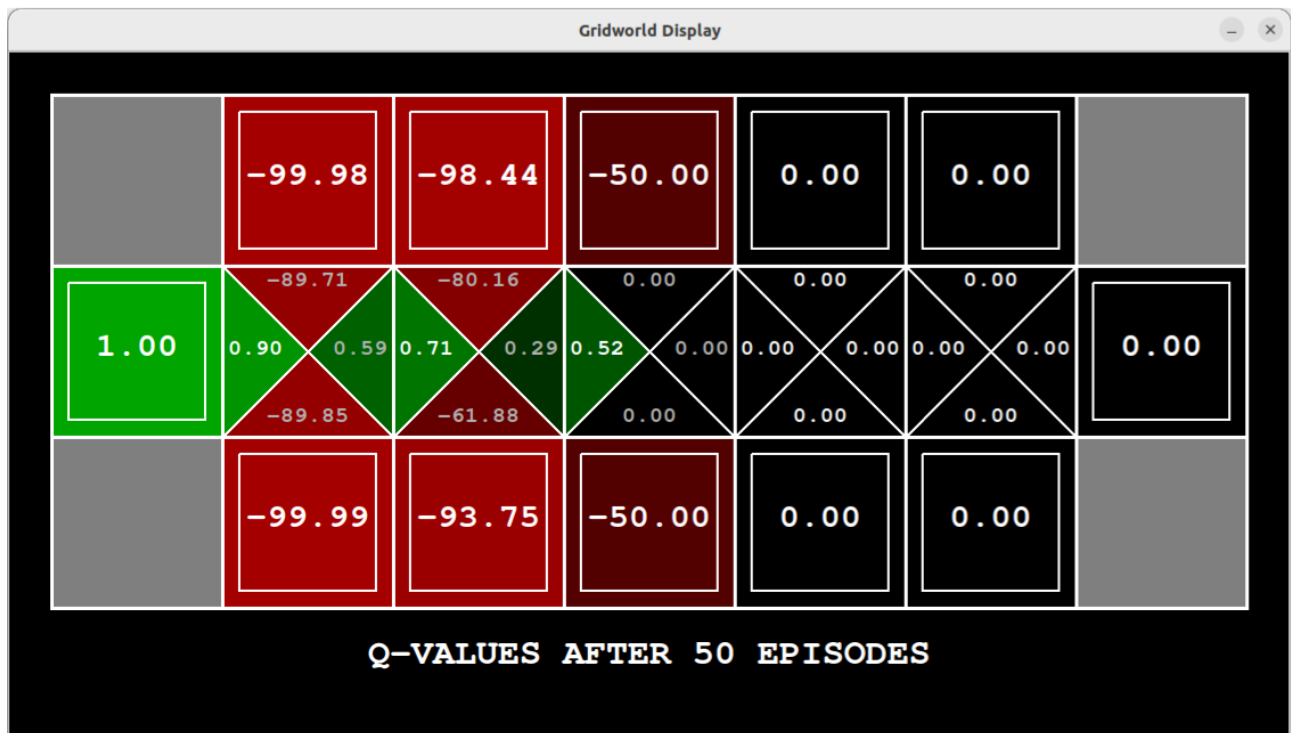 Gridworld Display
-99.98 -98.44 -50.00 0.00 0.00
-89.71 -80.16 0.00 0.00 0.00
1.00 0.90 0.59 0.71 0.29 0.52 0.00 0.00 0.00 0.00 0.00 0.00
-89.85 -61.88 0.00 0.00 0.00
-99.99 -93.75 -50.00 0.00 0.00
Q-VALUES AFTER 50 EPISODES